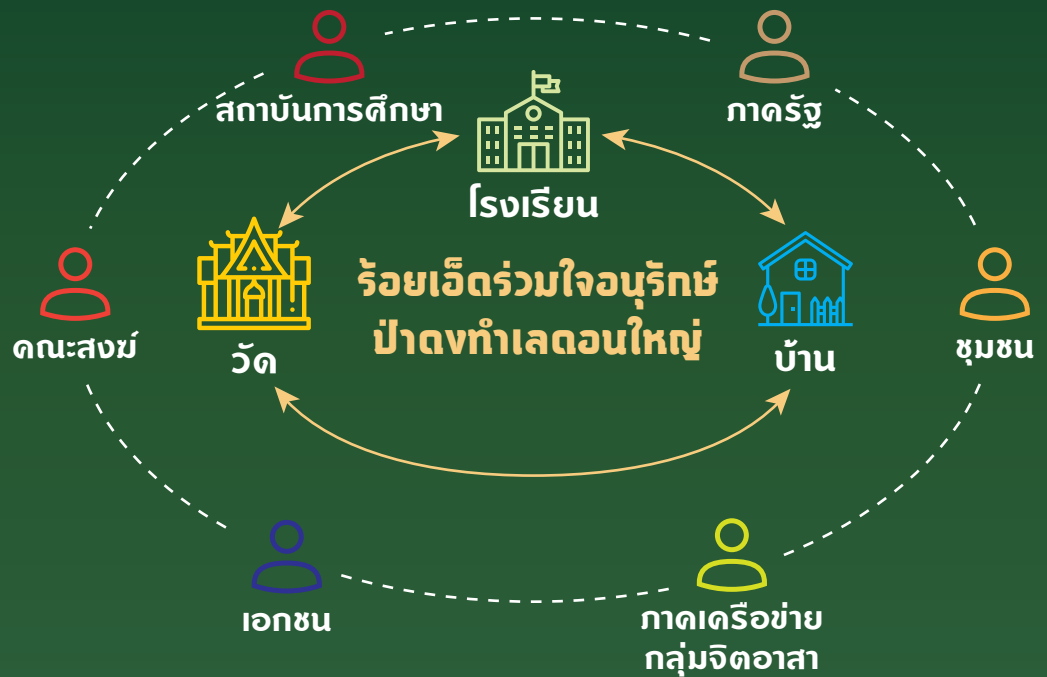 สถาบันการศึกษา
ภาครัฐ
โรงเรียน
ร้อยเอ็ดร่วมใจอนุรักษ์
ป่าดงทำเลดอนใหญ่
คณะสงฆ์
วัด
บ้าน
ชุมชน
เอกชน
ภาคเครือข่าย
กลุ่มจิตอาสา